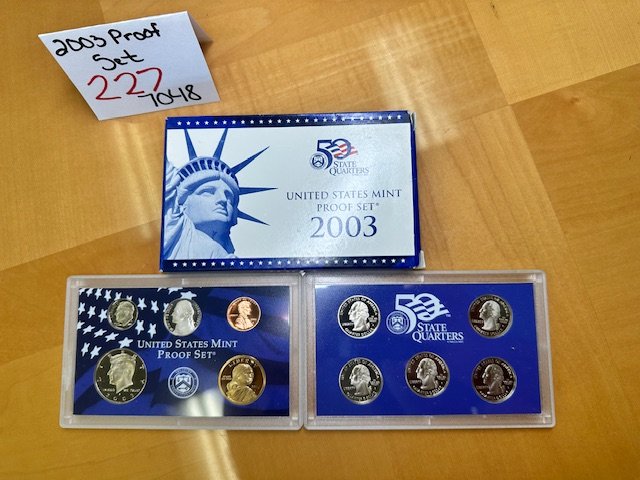 2003 Proof
Set
227
7048
50
STATE
QUARTERS
UNITED STATES MINT
PROOF SET
2003
UNITED STATES MINT
PROOF SET
50
STATE
QUARTERS